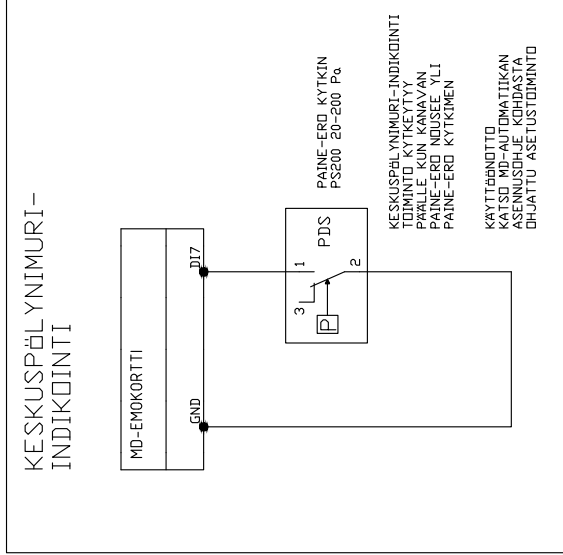 KESKUSPÖLYNIMURI-
INDIKOINTI
MD-EMOKORTTI
GND
DI7
PDS
1
2
3
P
PAINE-ERO KYTKIN
PS200 20-200 Pa
KESKUSPÖLYNIMURI-INDIKOINTI
TOIMINTO KYTKEYTYY
PÄÄLLE KUN KANAVAN
PAINE-ERO NOUSEE YLI
PAINE-ERO KYTKIMEN
KÄYTTÖÖNOTTO
KATSO MD-AUTOMATIIKAN
ASENNUSOHJE KOHDASTA
OHJATTU ASETUSTOIMINTO